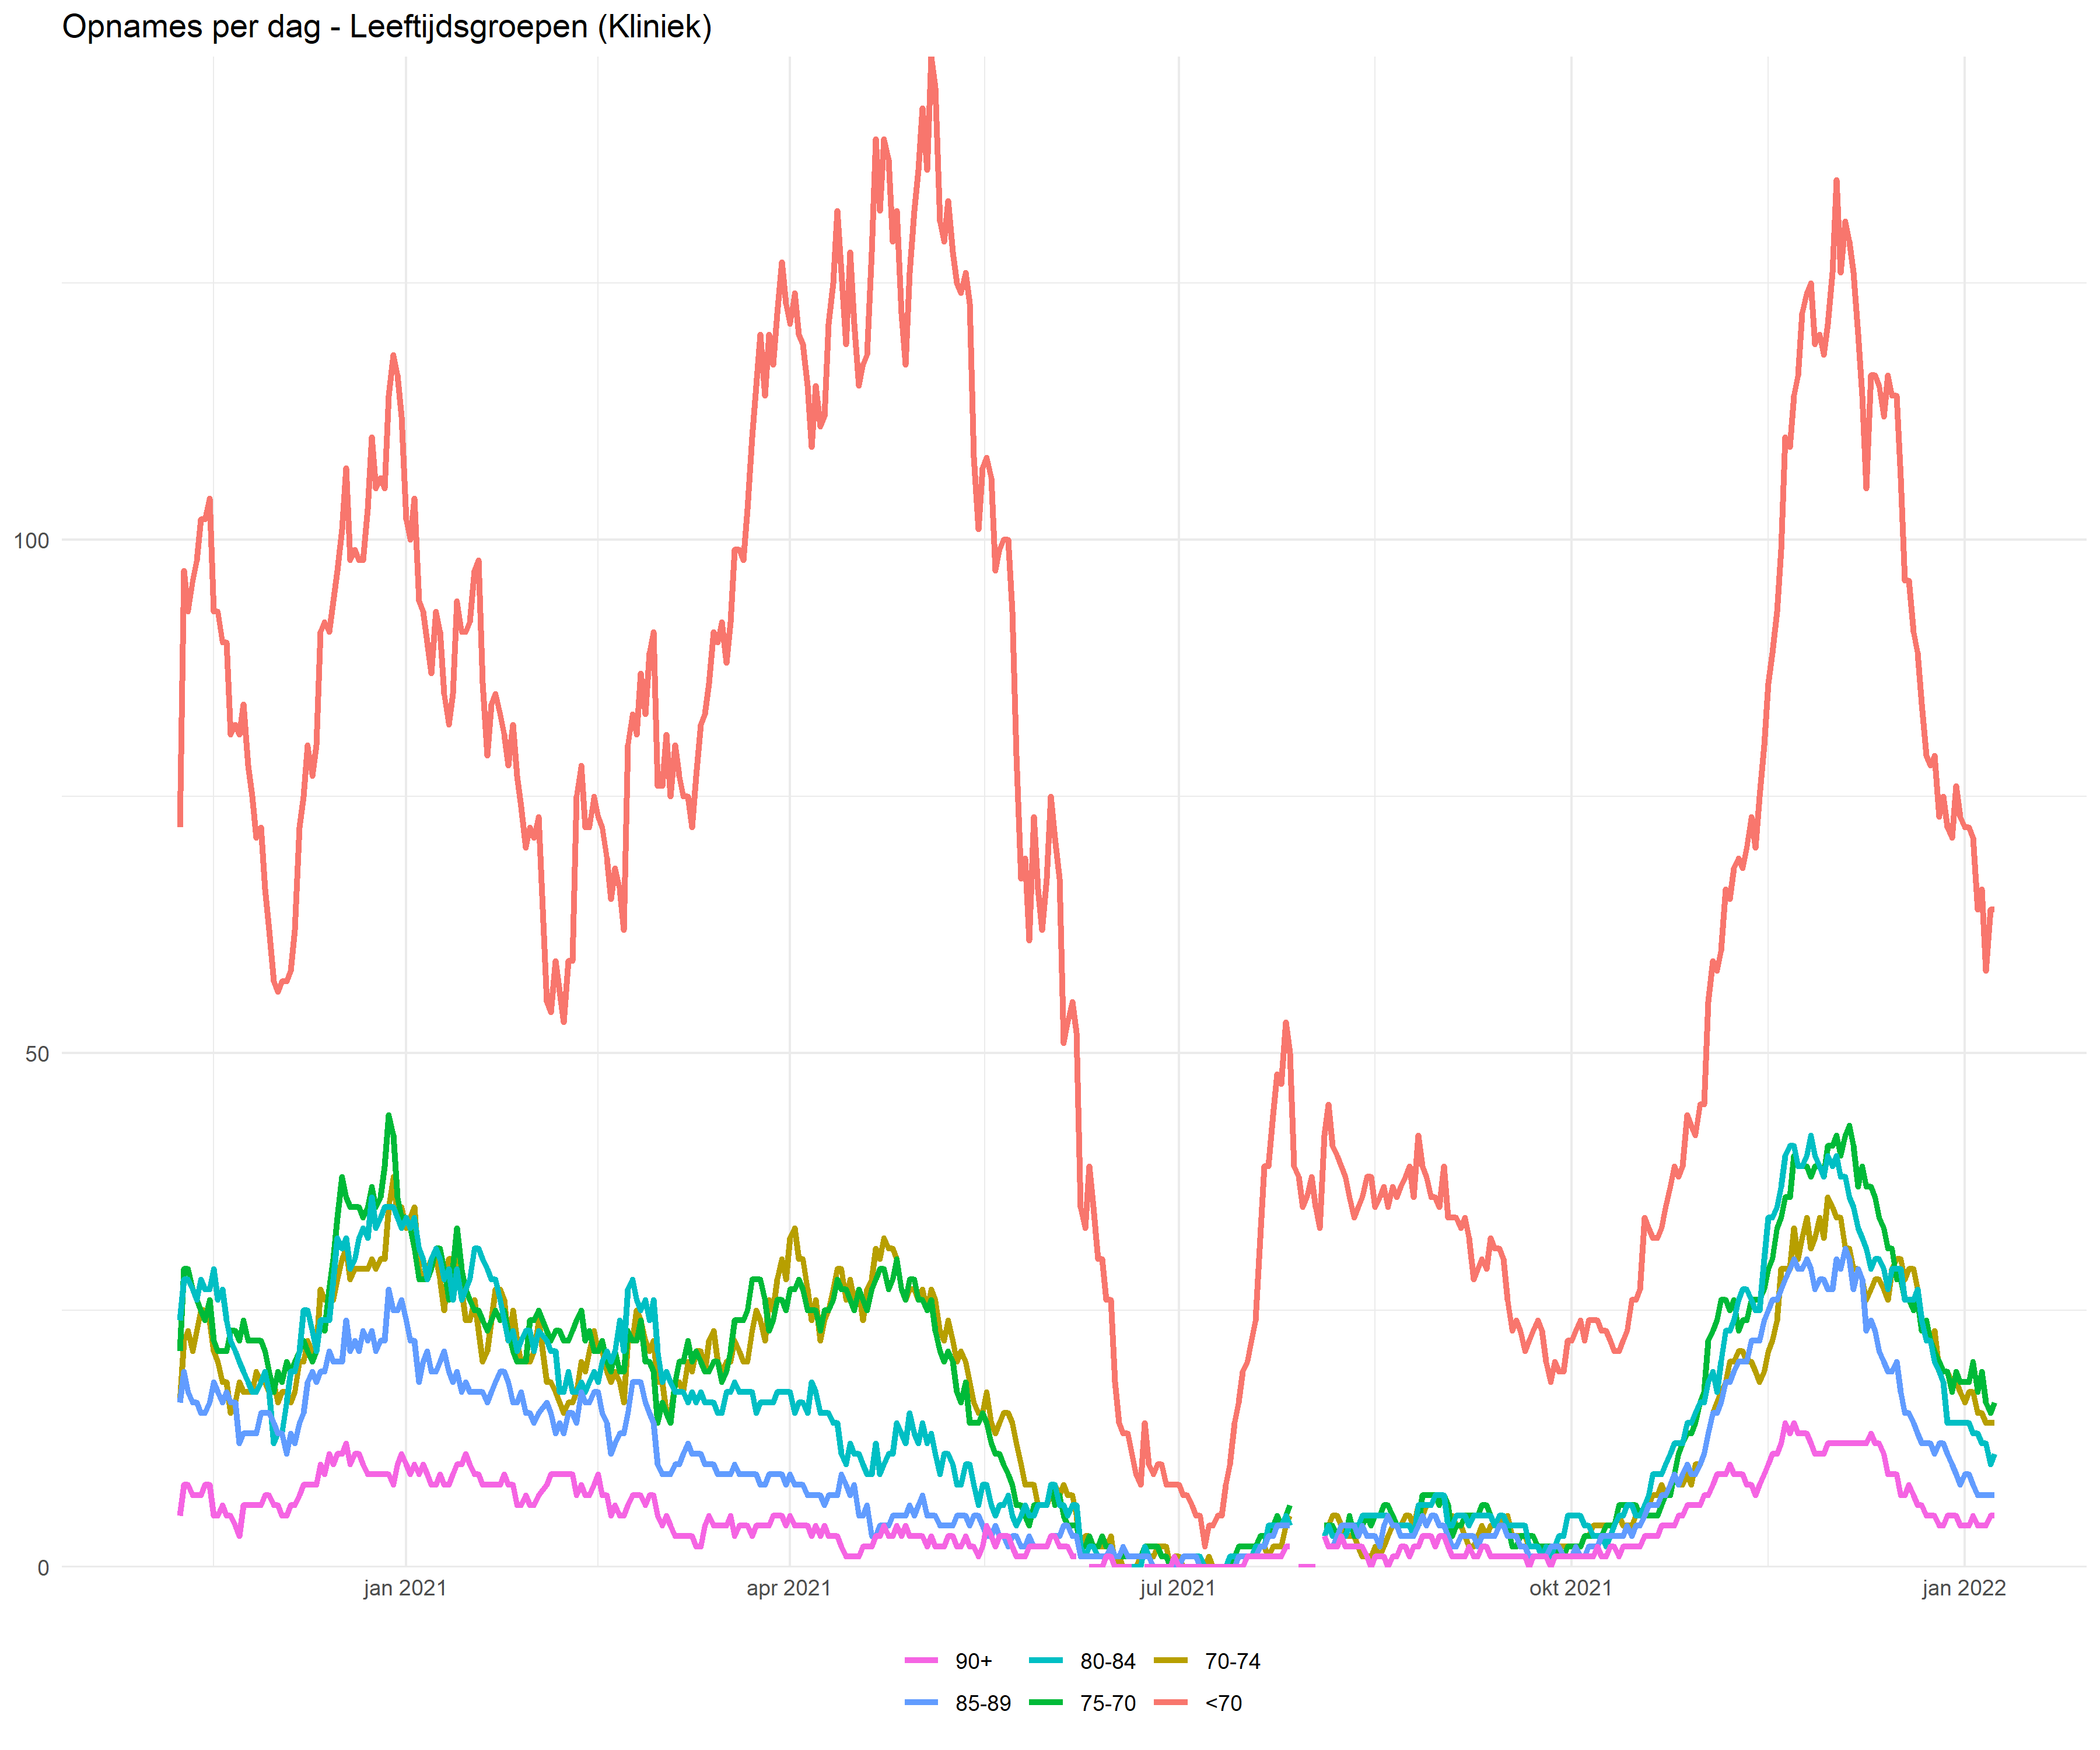 Opnames per dag - Leeftijdsgroepen (Kliniek)
100
50
0
jan 2021 apr 2021 jul 2021 okt 2021 jan 2022
90+ 80-84 70-74
85-89 75-70 <70